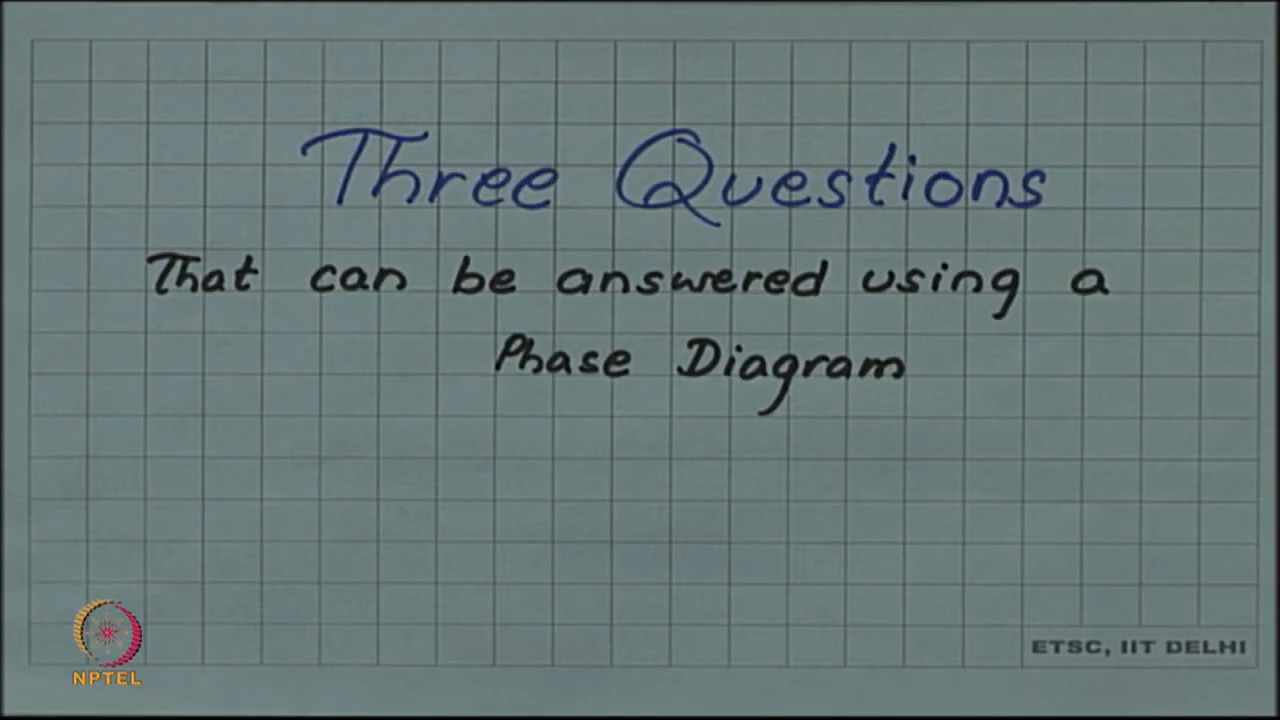 Three Questions
That can be answered using a
Phase Diagram
NPTEL
ETSC, IIT DELHI